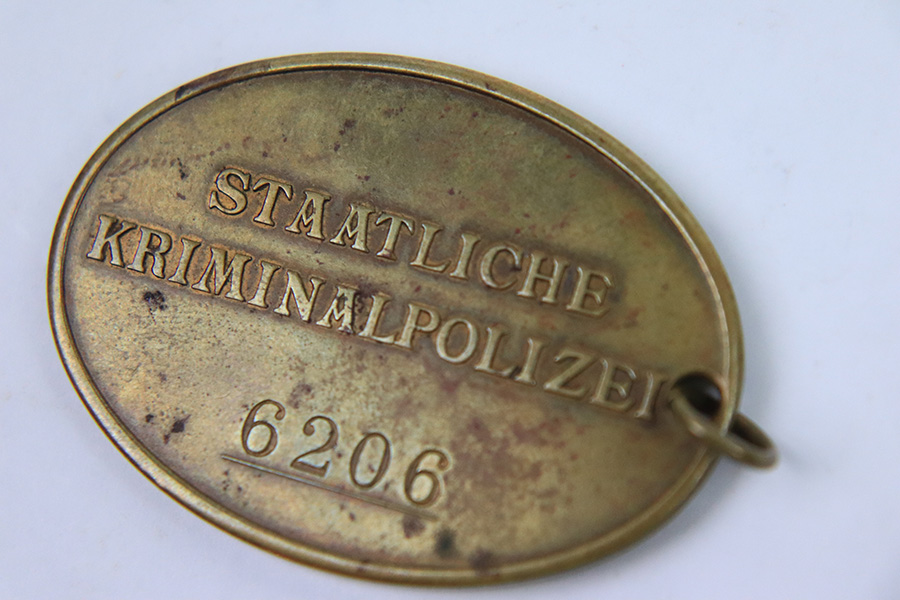 STAATLICHE
KRIMINALPOLIZEI
6206